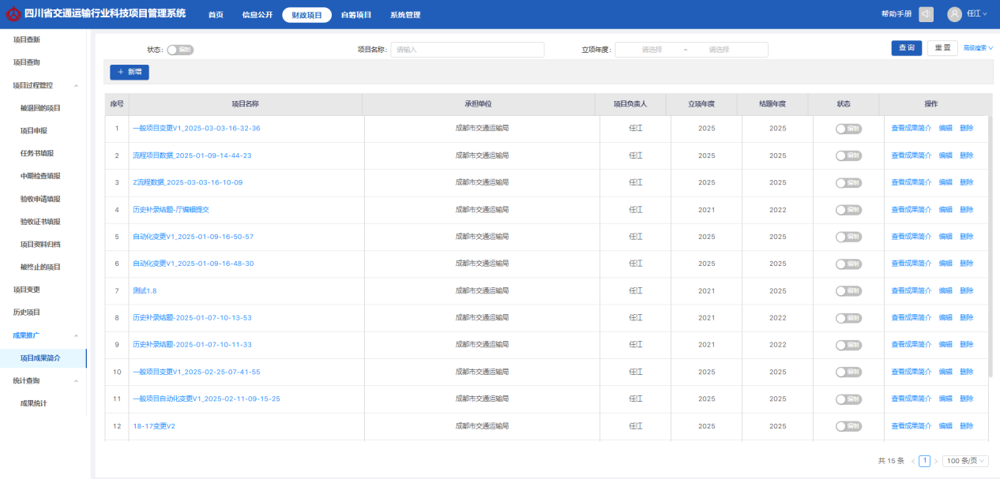 四川省交通运输行业科技项目管理系统 首页 信息公开 财政项目 自筹项目 系统管理 帮助手册 任江
项目查新
项目查询
项目过程管控
被退回的项目
项目申报
任务书填报
中期检查填报
验收申请填报
验收证书填报
项目资料归档
被终止的项目
项目变更
历史项目
成果推广
项目成果简介
统计查询
成果统计
状态: 编制 项目名称: 请输入 立项年度: 请选择 ~ 请选择 查询 重置 高级搜索
+ 新增
序号 项目名称 承担单位 项目负责人 立项年度 结题年度 状态 操作
1 一般项目变更V1_2025-03-03-16-32-36 成都市交通运输局 任江 2025 2025 编制 查看成果简介 编辑 删除
2 流程项目数据_2025-01-09-14-44-23 成都市交通运输局 任江 2025 2025 编制 查看成果简介 编辑 删除
3 Z流程数据_2025-03-03-16-10-09 成都市交通运输局 任江 2025 2025 编制 查看成果简介 编辑 删除
4 历史补录结题-厅编辑提交 成都市交通运输局 任江 2021 2022 编制 查看成果简介 编辑 删除
5 自动化变更V1_2025-01-09-16-50-57 成都市交通运输局 任江 2025 2025 编制 查看成果简介 编辑 删除
6 自动化变更V1_2025-01-09-16-48-30 成都市交通运输局 任江 2025 2025 编制 查看成果简介 编辑 删除
7 测试1.8 成都市交通运输局 任江 2021 2025 编制 查看成果简介 编辑 删除
8 历史补录结题-2025-01-07-10-13-53 成都市交通运输局 任江 2021 2022 编制 查看成果简介 编辑 删除
9 历史补录结题-2025-01-07-10-11-33 成都市交通运输局 任江 2021 2022 编制 查看成果简介 编辑 删除
10 一般项目变更V1_2025-02-25-07-41-55 成都市交通运输局 任江 2025 2025 编制 查看成果简介 编辑 删除
11 一般项目自动化变更V1_2025-02-11-09-15-25 成都市交通运输局 任江 2025 2025 编制 查看成果简介 编辑 删除
12 18-17变更V2 成都市交通运输局 任江 2025 2025 编制 查看成果简介 编辑 删除
共 15 条 < 1 > 100 条/页